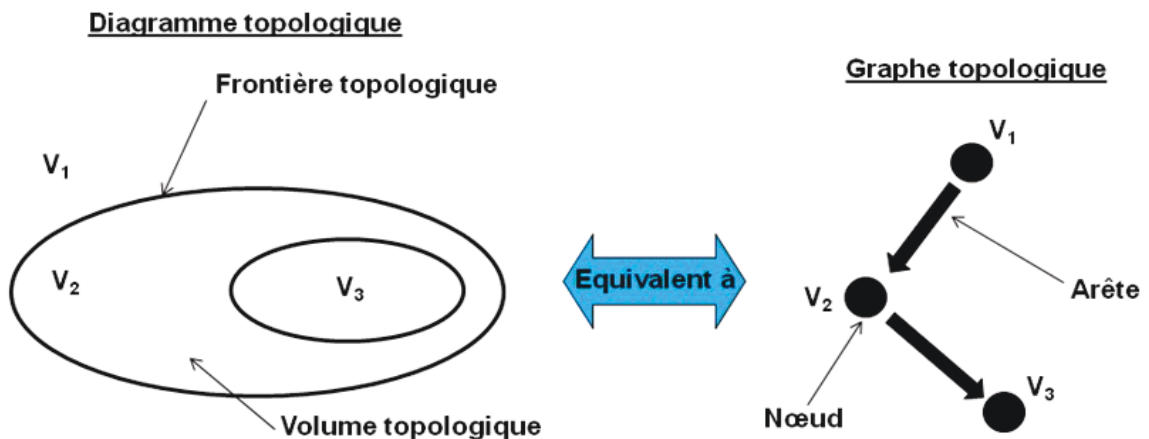 Diagramme topologique
Frontière topologique
V₁
V₂
V₃
Volume topologique
Equivalent à
Graphe topologique
V₁
Arête
V₂
Nœud
V₃